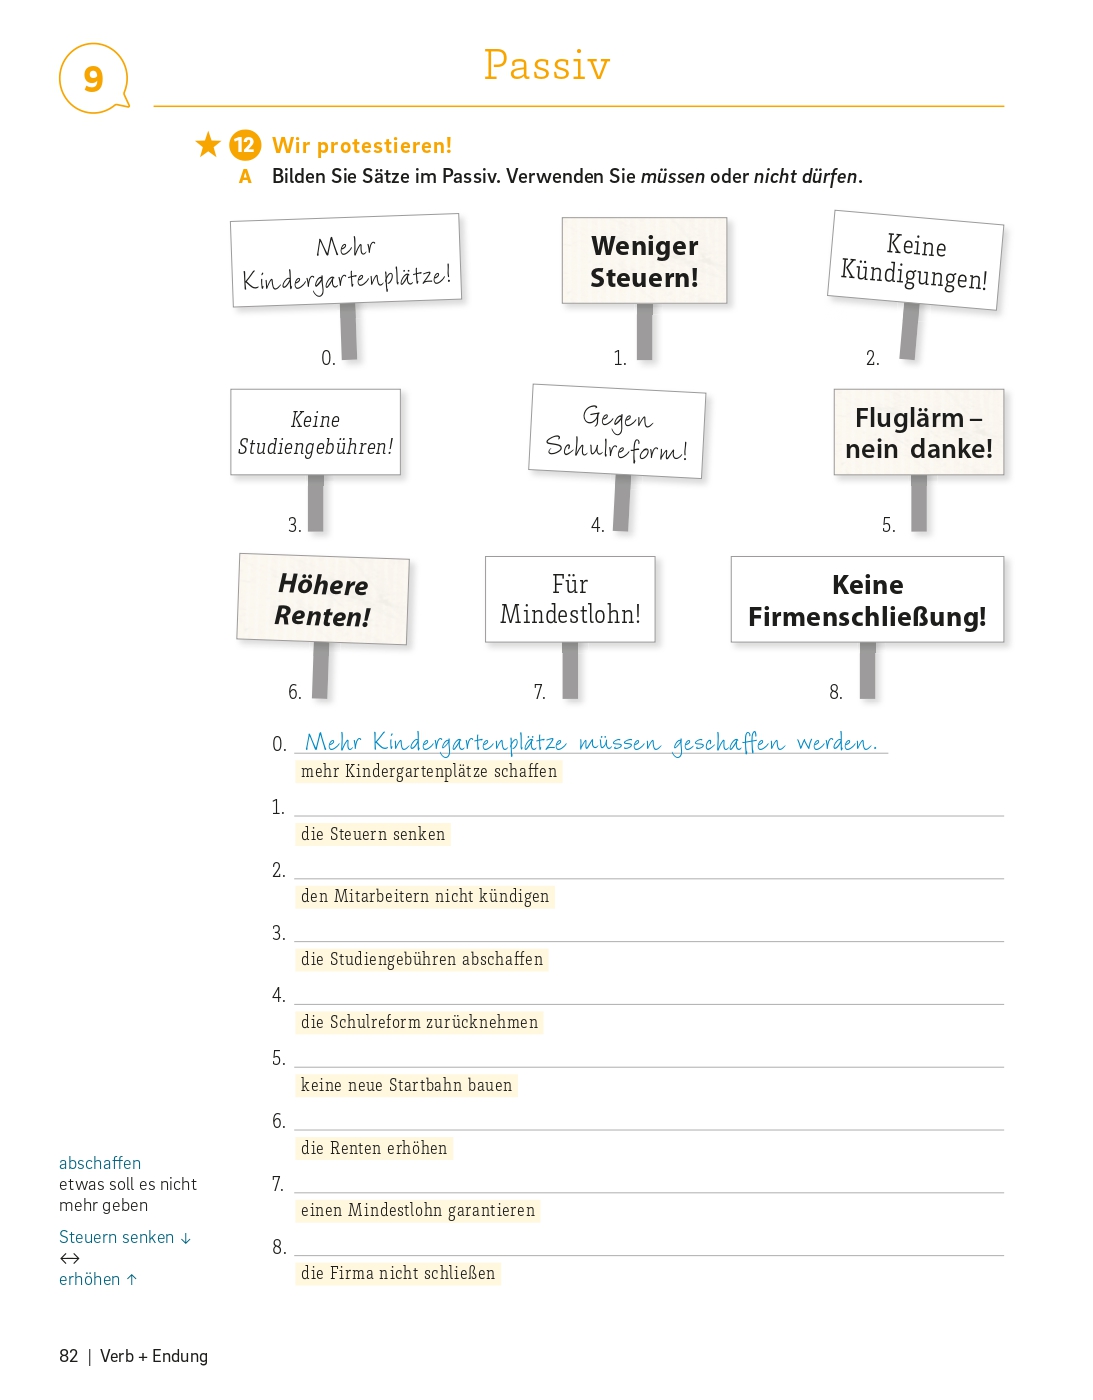 9
Passiv
12 Wir protestieren!
A Bilden Sie Sätze im Passiv. Verwenden Sie müssen oder nicht dürfen.
Mehr
Kindergartenplätze!
0.
Weniger
Steuern!
1.
Keine
Kündigungen!
2.
Keine
Studiengebühren!
3.
Gegen
Schulreform!
4.
Fluglärm –
nein danke!
5.
Höhere
Renten!
6.
Für
Mindestlohn!
7.
Keine
Firmenschließung!
8.
0. Mehr Kindergartenplätze müssen geschaffen werden.
mehr Kindergartenplätze schaffen
1.
die Steuern senken
2.
den Mitarbeitern nicht kündigen
3.
die Studiengebühren abschaffen
4.
die Schulreform zurücknehmen
5.
keine neue Startbahn bauen
6.
die Renten erhöhen
7.
einen Mindestlohn garantieren
8.
die Firma nicht schließen
abschaffen
etwas soll es nicht
mehr geben
Steuern senken ↓
↔
erhöhen ↑
82 | Verb + Endung